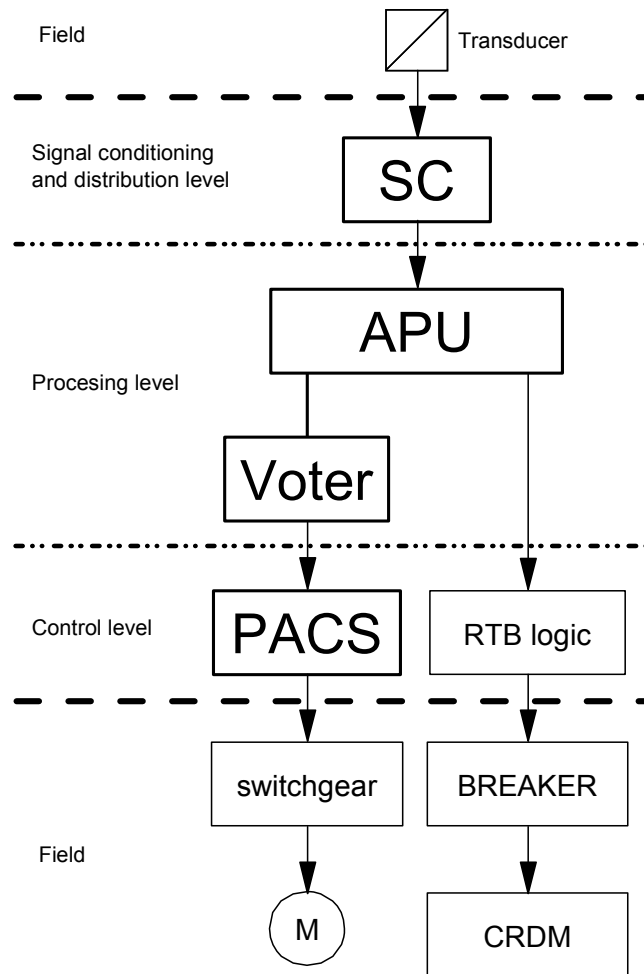 Field
Transducer
Signal conditioning
and distribution level
SC
APU
Procesing level
Voter
Control level
PACS
RTB logic
switchgear
BREAKER
Field
M
CRDM